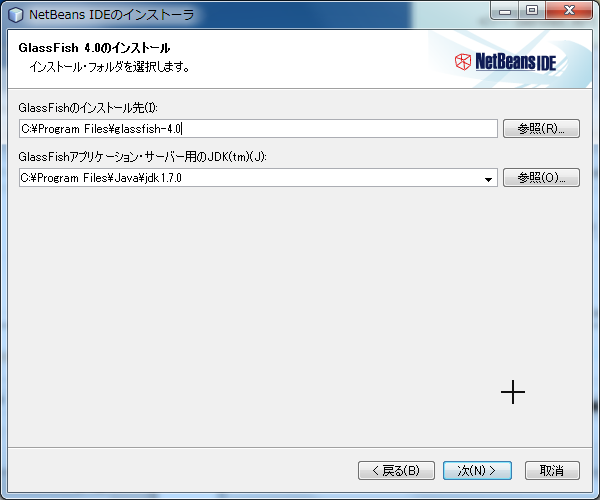 NetBeans IDEのインストーラ
GlassFish 4.0のインストール
インストール・フォルダを選択します。
NetBeans IDE
GlassFishのインストール先(I):
C:¥Program Files¥glassfish-4.0
参照(R)...
GlassFishアプリケーション・サーバー用のJDK(tm)(J):
C:¥Program Files¥Java¥jdk1.7.0
参照(O)...
< 戻る(B)
次(N) >
取消